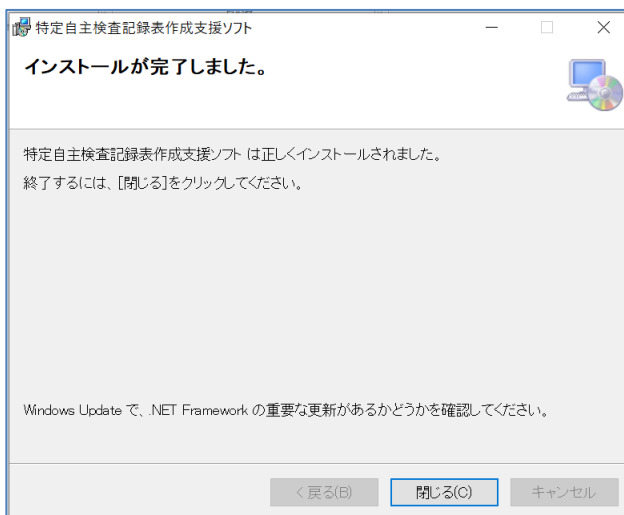 特定自主検査記録表作成支援ソフト
インストールが完了しました。
特定自主検査記録表作成支援ソフト は正しくインストールされました。
終了するには、[閉じる]をクリックしてください。
Windows Update で、.NET Framework の重要な更新があるかどうかを確認してください。
< 戻る(B)
閉じる(C)
キャンセル